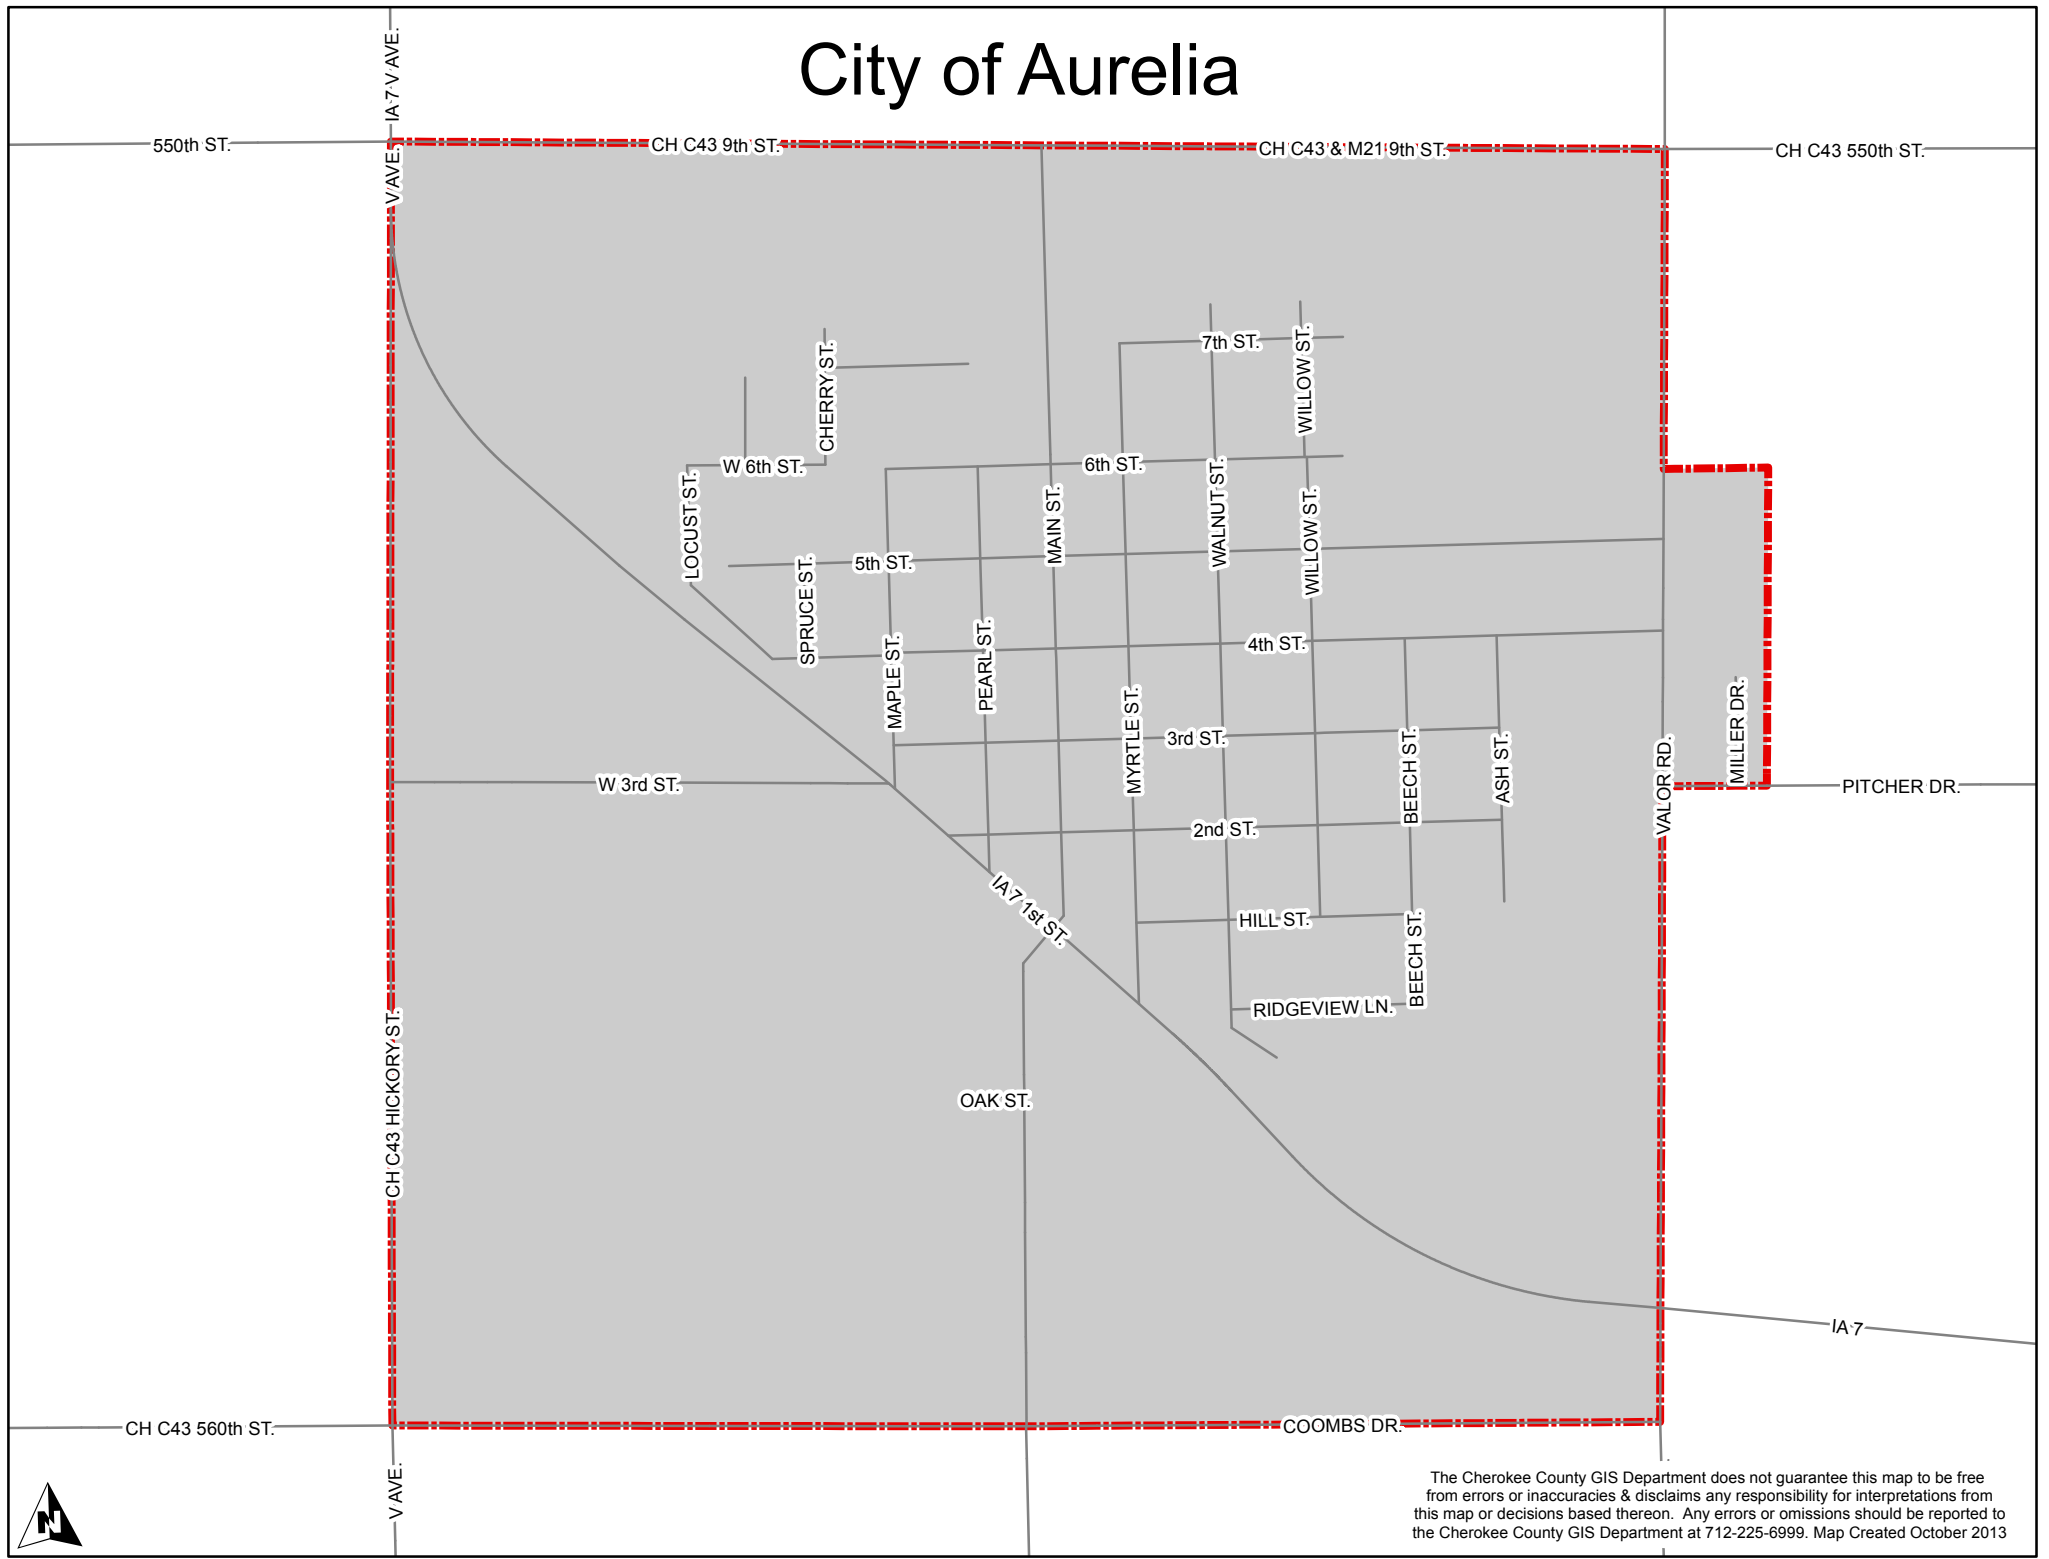 City of Aurelia
IA 7 V AVE.
550th ST.
CH C43 9th ST.
CH C43 & M21 9th ST.
CH C43 550th ST.
V AVE.
7th ST.
WILLOW ST.
CHERRY ST.
W 6th ST.
6th ST.
LOCUST ST.
MAIN ST.
WALNUT ST.
WILLOW ST.
5th ST.
SPRUCE ST.
4th ST.
MAPLE ST.
PEARL ST.
MYRTLE ST.
3rd ST.
BEECH ST.
ASH ST.
VALOR RD.
MILLER DR.
W 3rd ST.
PITCHER DR.
2nd ST.
IA 7 1st ST.
HILL ST.
BEECH ST.
RIDGEVIEW LN.
CH C43 HICKORY ST.
OAK ST.
IA 7
CH C43 560th ST.
COOMBS DR.
V AVE.
N
The Cherokee County GIS Department does not guarantee this map to be free
from errors or inaccuracies & disclaims any responsibility for interpretations from
this map or decisions based thereon. Any errors or omissions should be reported to
the Cherokee County GIS Department at 712-225-6999. Map Created October 2013